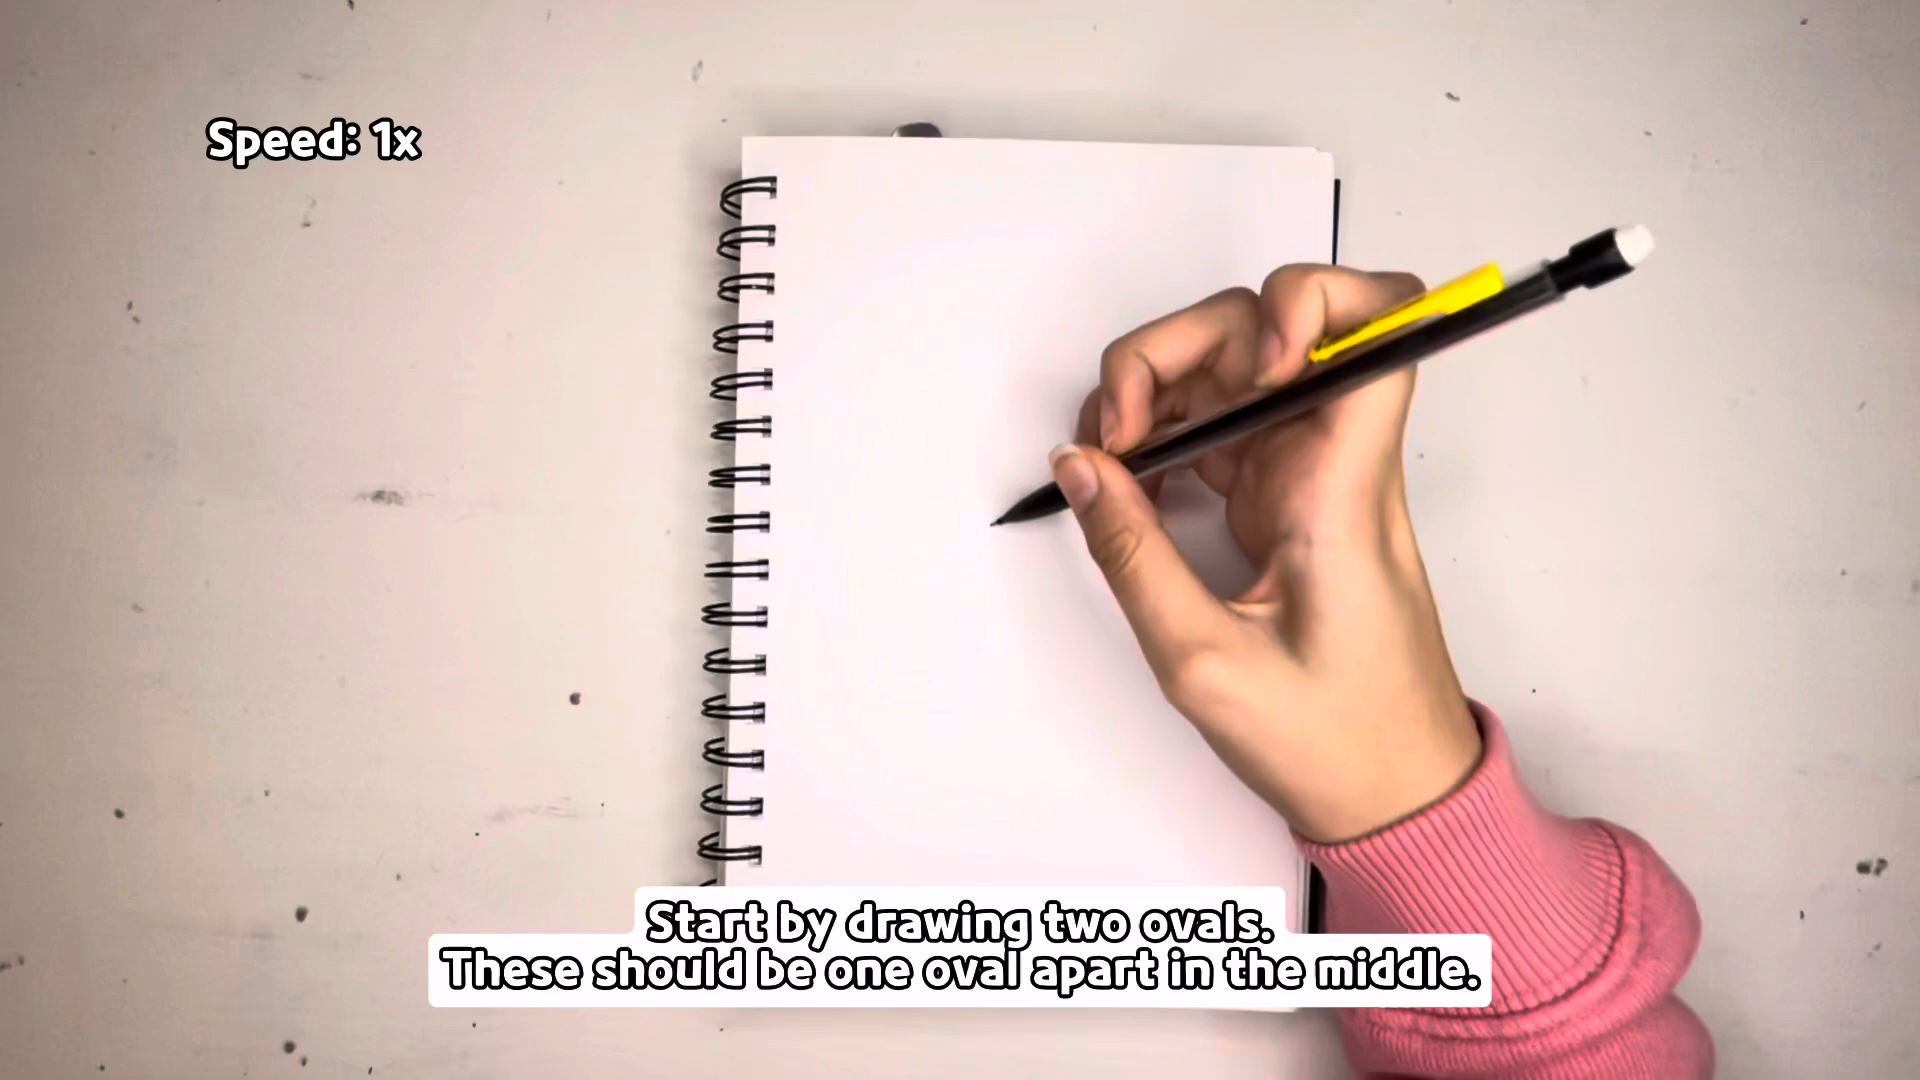 Speed: 1x
Start by drawing two ovals.
These should be one oval apart in the middle.